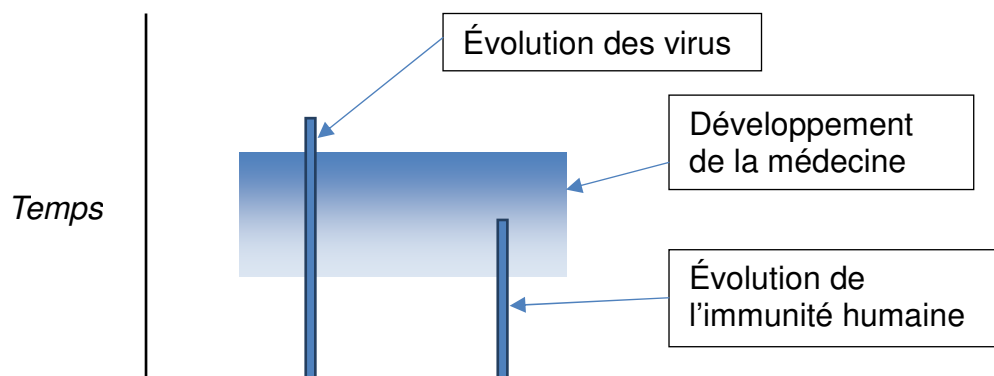 Évolution des virus
Développement
de la médecine
Temps
Évolution de
l’immunité humaine